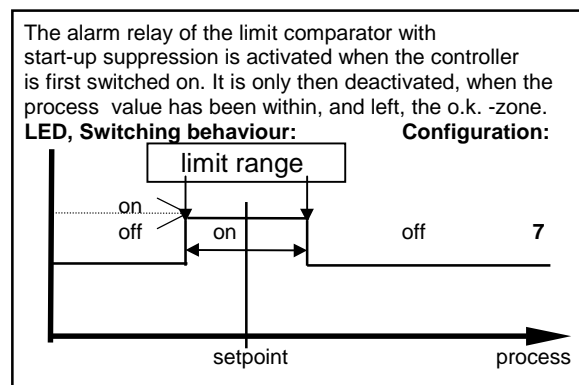 The alarm relay of the limit comparator with
start-up suppression is activated when the controller
is first switched on. It is only then deactivated, when the
process value has been within, and left, the o.k. -zone.
LED, Switching behaviour: Configuration:
limit range
on
off on off 7
setpoint process